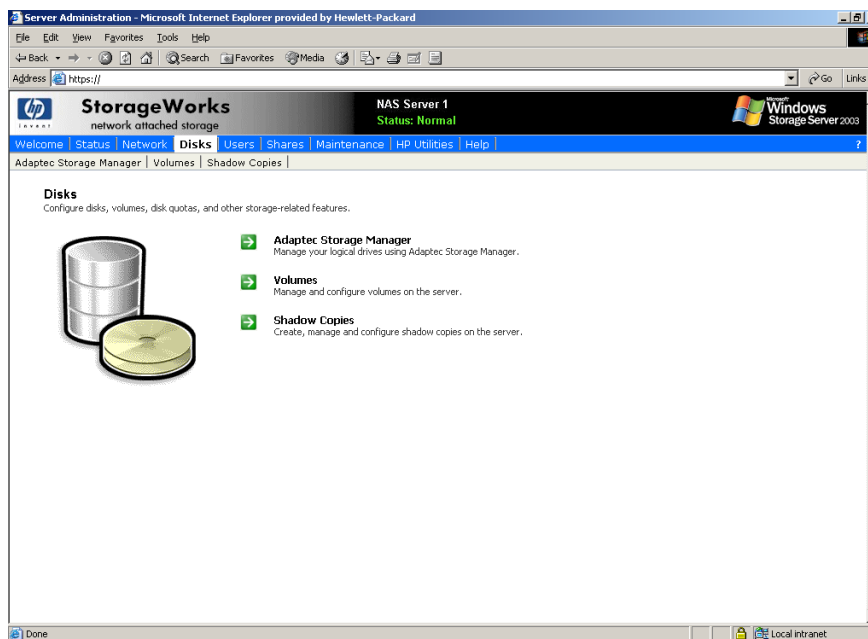 Server Administration - Microsoft Internet Explorer provided by Hewlett-Packard
File Edit View Favorites Tools Help
Back Search Favorites Media
Address https:// Go Links
hp invent StorageWorks network attached storage
NAS Server 1
Status: Normal
Microsoft Windows Storage Server 2003
Welcome Status Network Disks Users Shares Maintenance HP Utilities Help ?
Adaptec Storage Manager Volumes Shadow Copies
Disks
Configure disks, volumes, disk quotas, and other storage-related features.
Adaptec Storage Manager
Manage your logical drives using Adaptec Storage Manager.
Volumes
Manage and configure volumes on the server.
Shadow Copies
Create, manage and configure shadow copies on the server.
Done Local intranet